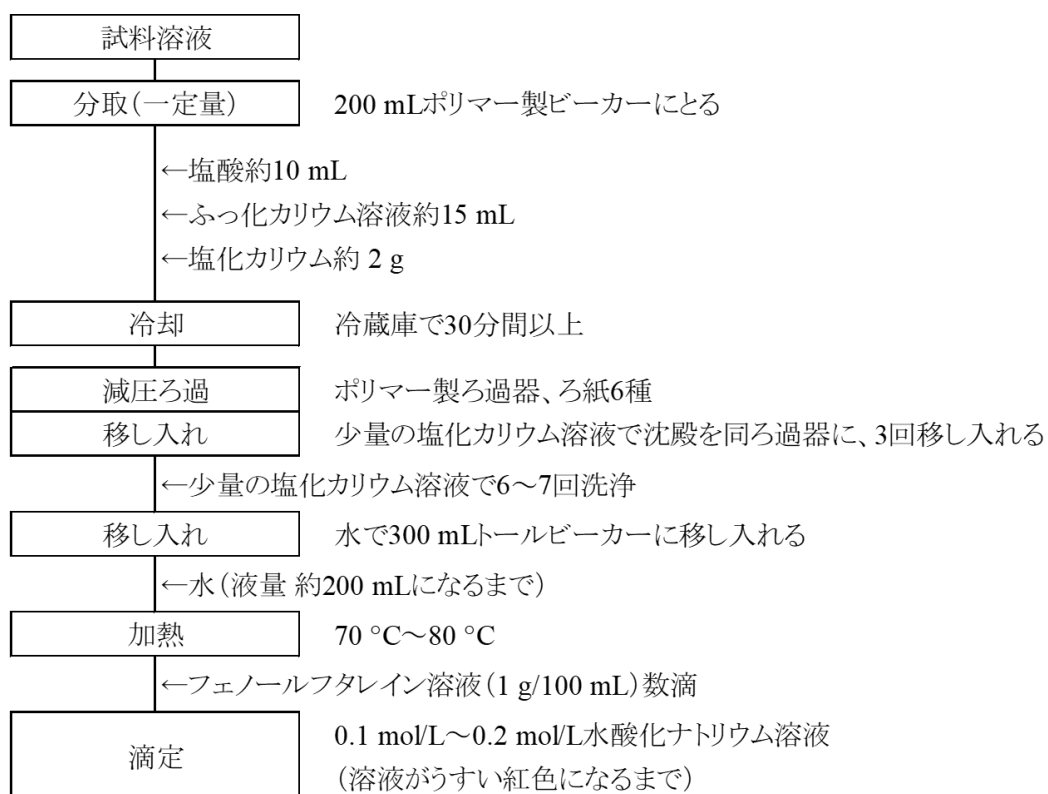 試料溶液
分取(一定量) 200 mLポリマー製ビーカーにとる
←塩酸約10 mL
←ふっ化カリウム溶液約15 mL
←塩化カリウム約 2 g
冷却 冷蔵庫で30分間以上
減圧ろ過 ポリマー製ろ過器、ろ紙6種
移し入れ 少量の塩化カリウム溶液で沈殿を同ろ過器に、3回移し入れる
←少量の塩化カリウム溶液で6~7回洗浄
移し入れ 水で300 mLトールビーカーに移し入れる
←水(液量 約200 mLになるまで)
加熱 70 °C~80 °C
←フェノールフタレイン溶液(1 g/100 mL)数滴
滴定 0.1 mol/L~0.2 mol/L水酸化ナトリウム溶液
(溶液がうすい紅色になるまで)